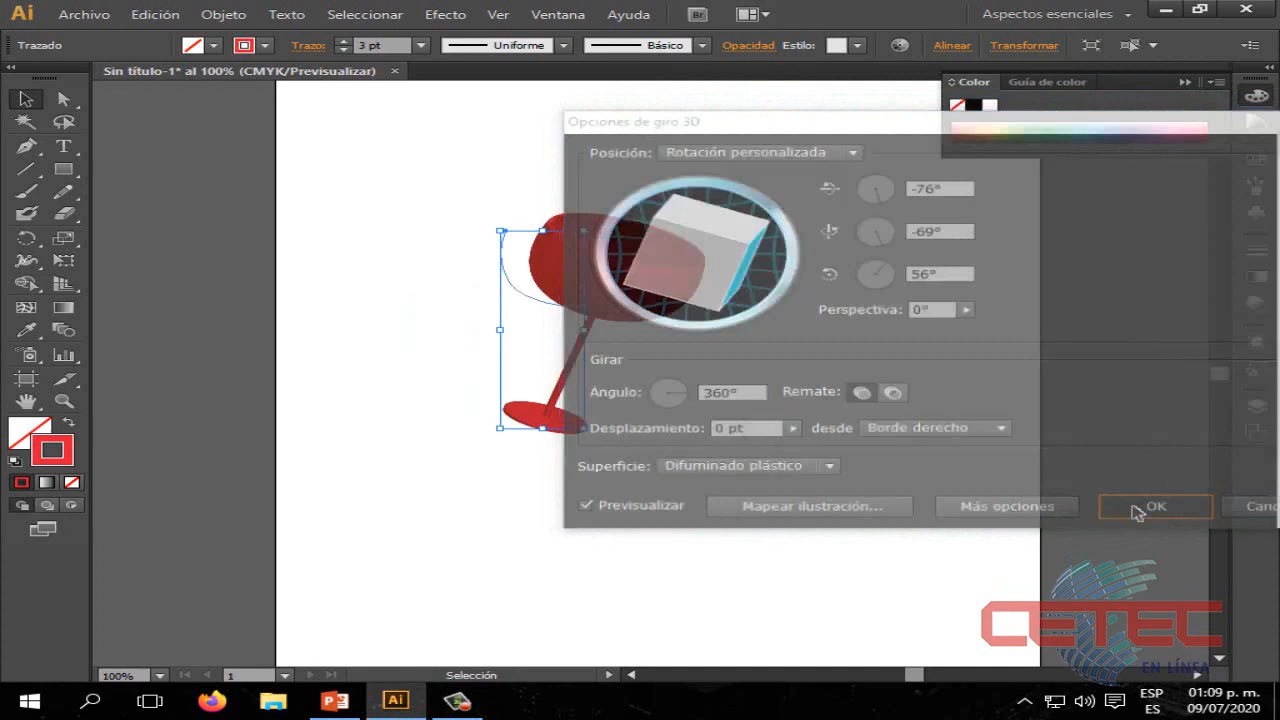 Ai Archivo Edición Objeto Texto Seleccionar Efecto Ver Ventana Ayuda Br Aspectos esenciales
Trazado Trazo: 3 pt Uniforme Básico Opacidad Estilo: Alinear Transformar
Sin título-1* al 100% (CMYK/Previsualizar) ×
Color Guía de color
Opciones de giro 3D
Posición: Rotación personalizada
-76°
-69°
56°
Perspectiva: 0°
Girar
Ángulo: 360° Remate:
Desplazamiento: 0 pt desde Borde derecho
Superficie: Difuminado plástico
Previsualizar Mapear ilustración... Más opciones OK Canc
CETEC
EN LÍNEA
100% 1 Selección
Ai ESP
ES
01:09 p. m.
09/07/2020